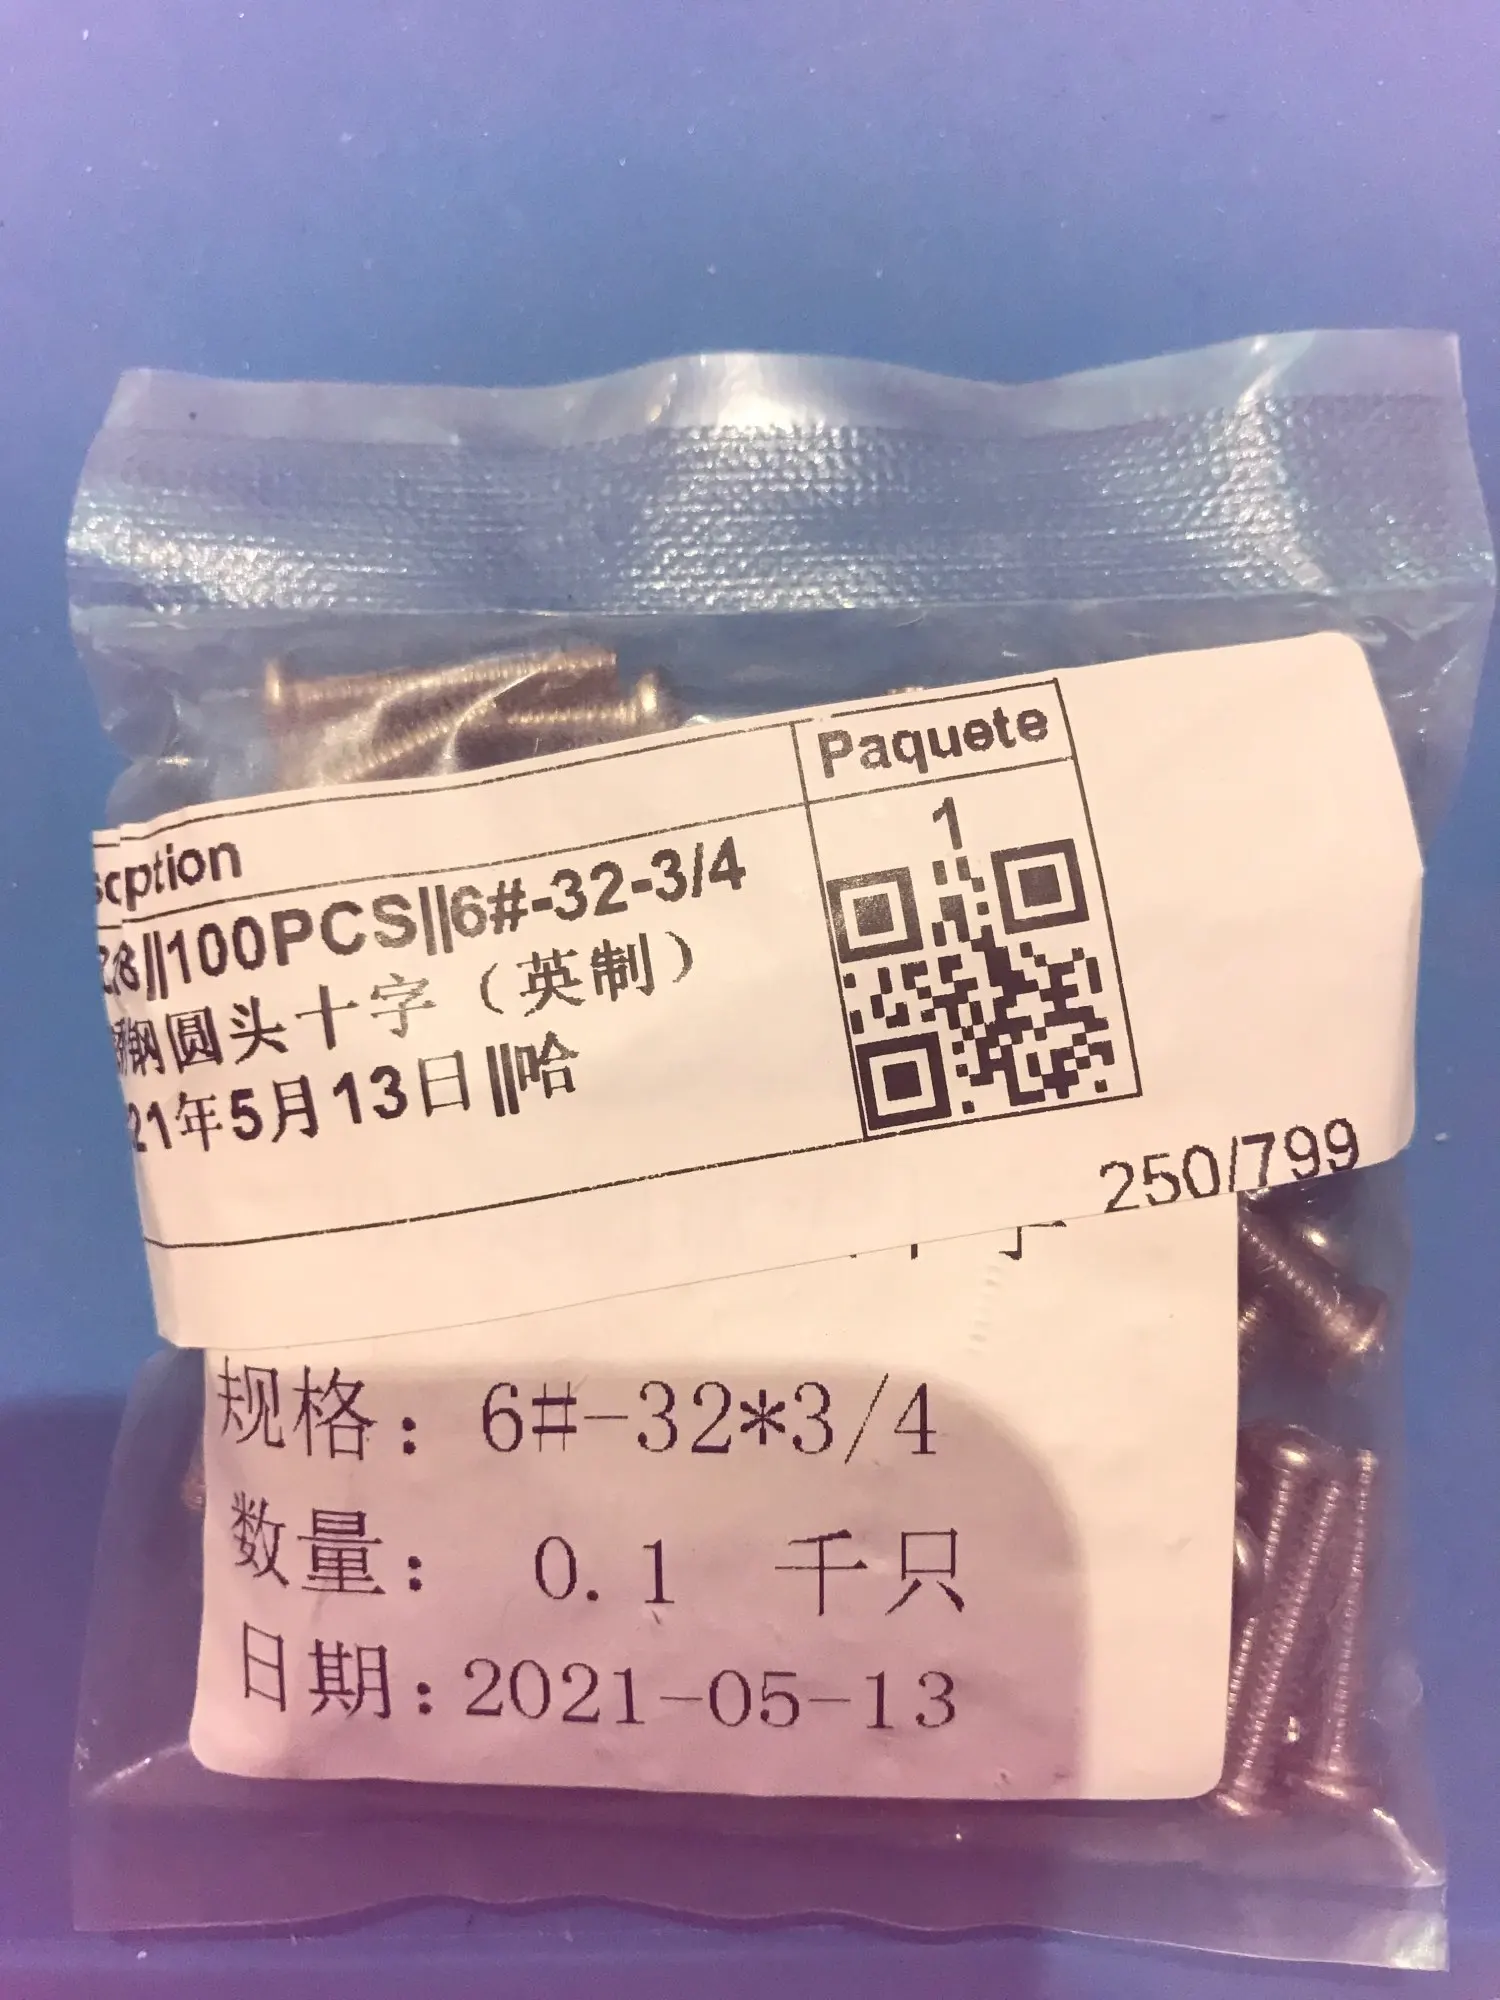 Paquete
scption
1
28||100PCS||6#-32-3/4
钢圆头十字（英制）
21年5月13日||哈
250/799
规格：6#-32*3/4
数量： 0.1 千只
日期：2021-05-13